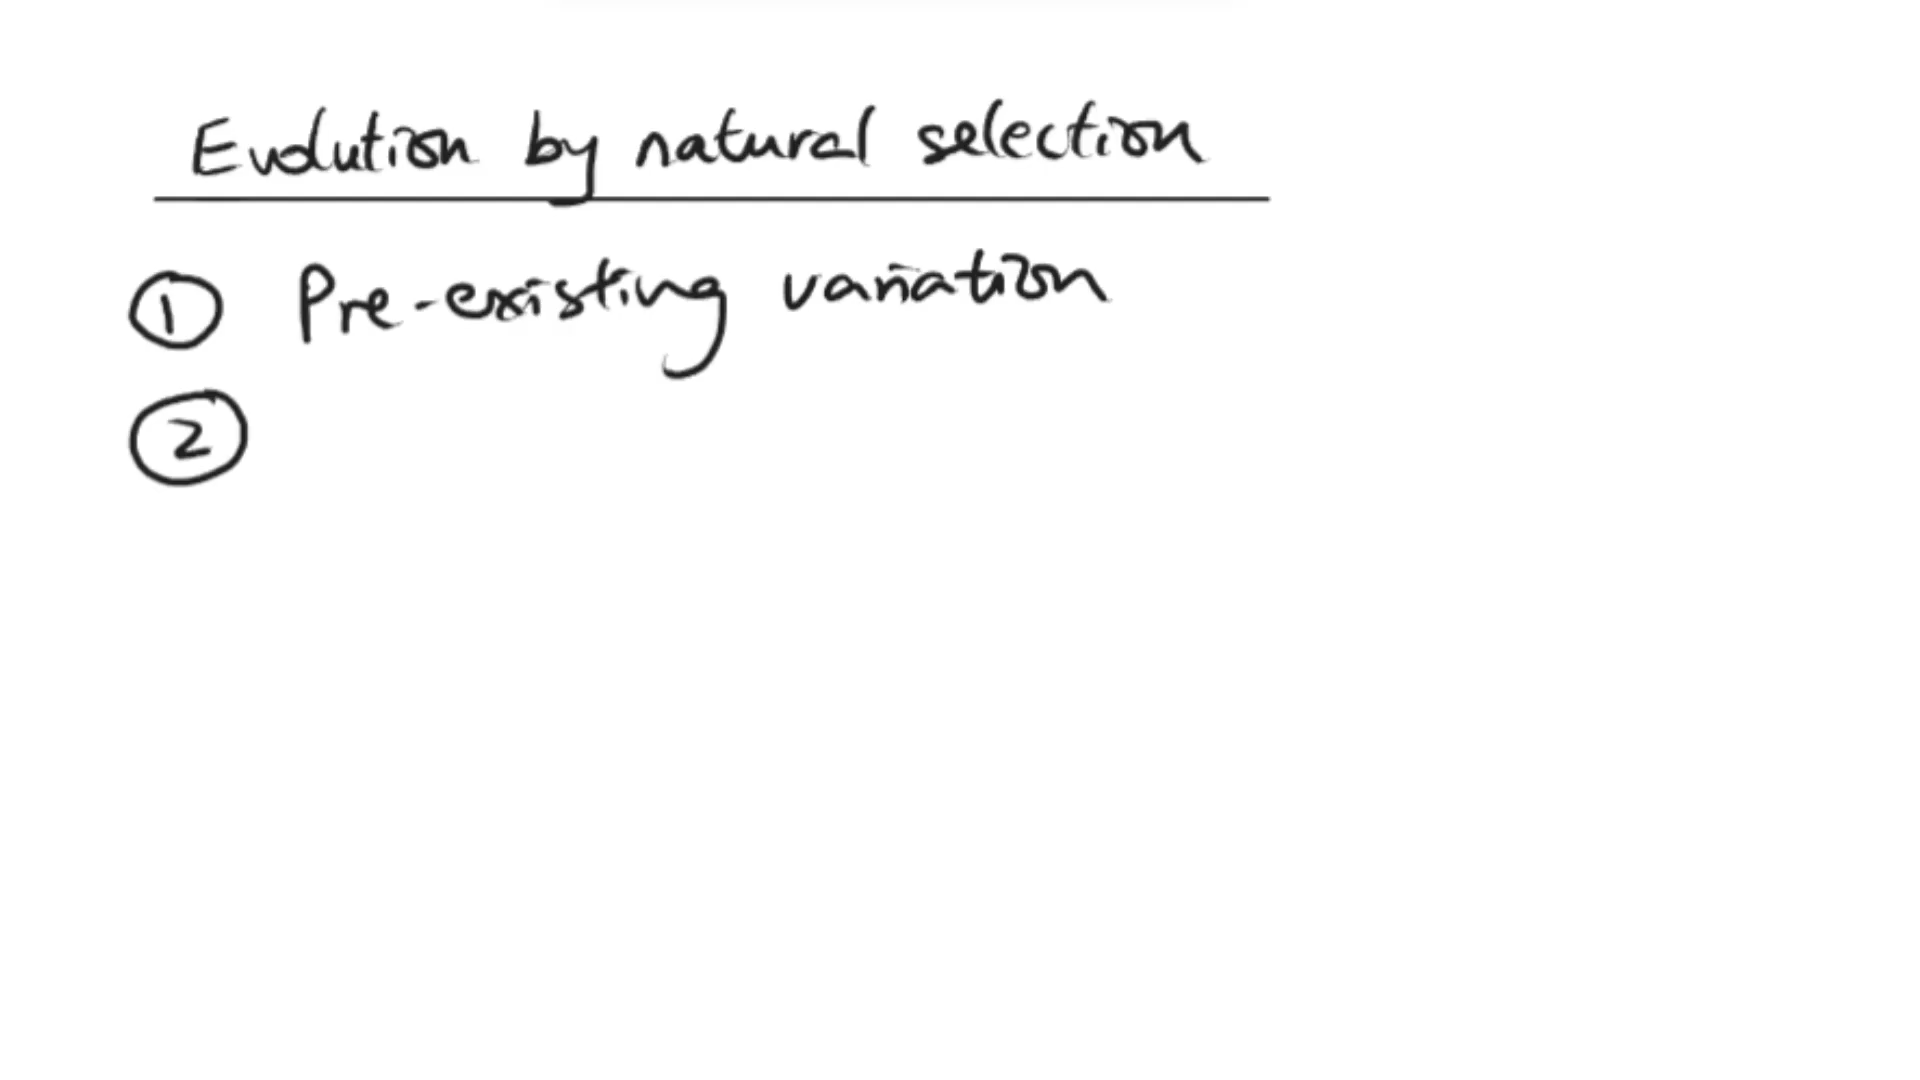 Evolution by natural selection
① Pre-existing variation
②